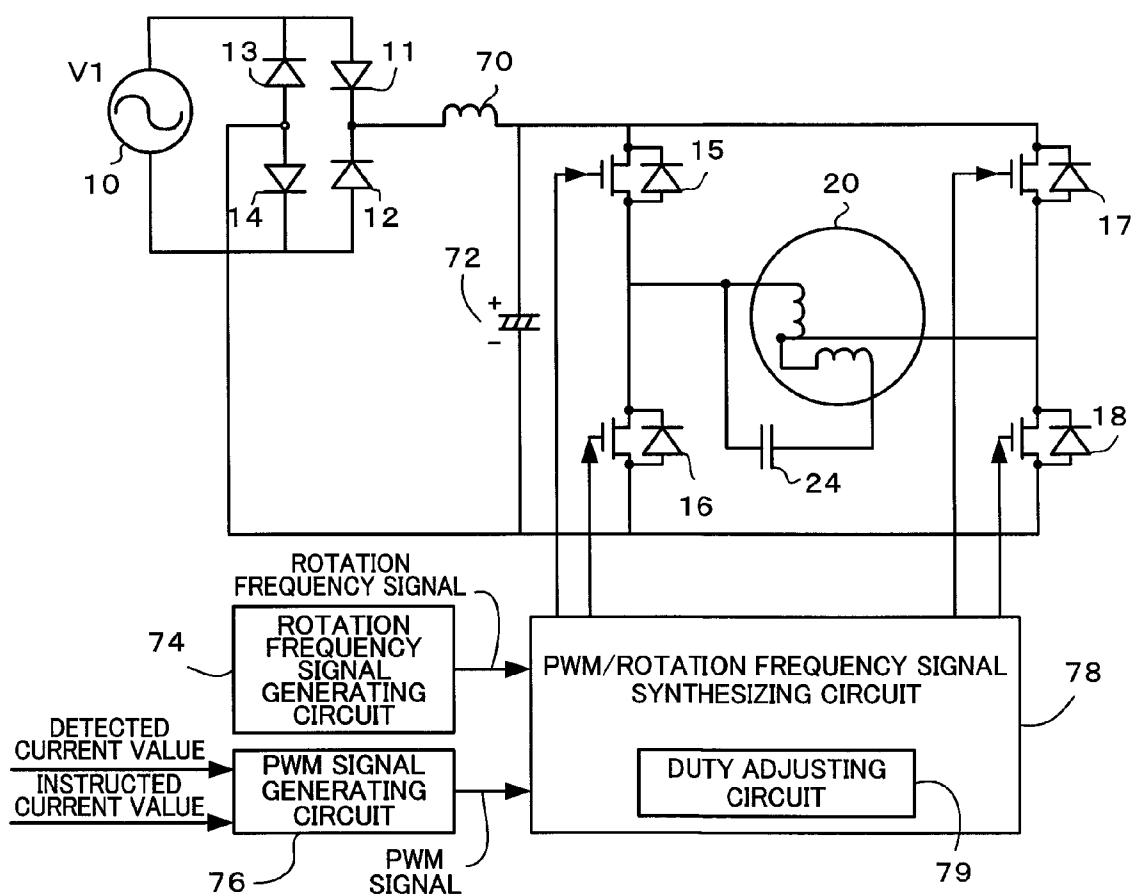 V1
10
13
11
14
12
70
72
+
-
15
16
20
24
17
18
ROTATION
FREQUENCY SIGNAL
74
ROTATION
FREQUENCY
SIGNAL
GENERATING
CIRCUIT
PWM/ROTATION FREQUENCY SIGNAL
SYNTHESIZING CIRCUIT
78
DETECTED
CURRENT VALUE
INSTRUCTED
CURRENT VALUE
PWM SIGNAL
GENERATING
CIRCUIT
76
PWM
SIGNAL
DUTY ADJUSTING
CIRCUIT
79